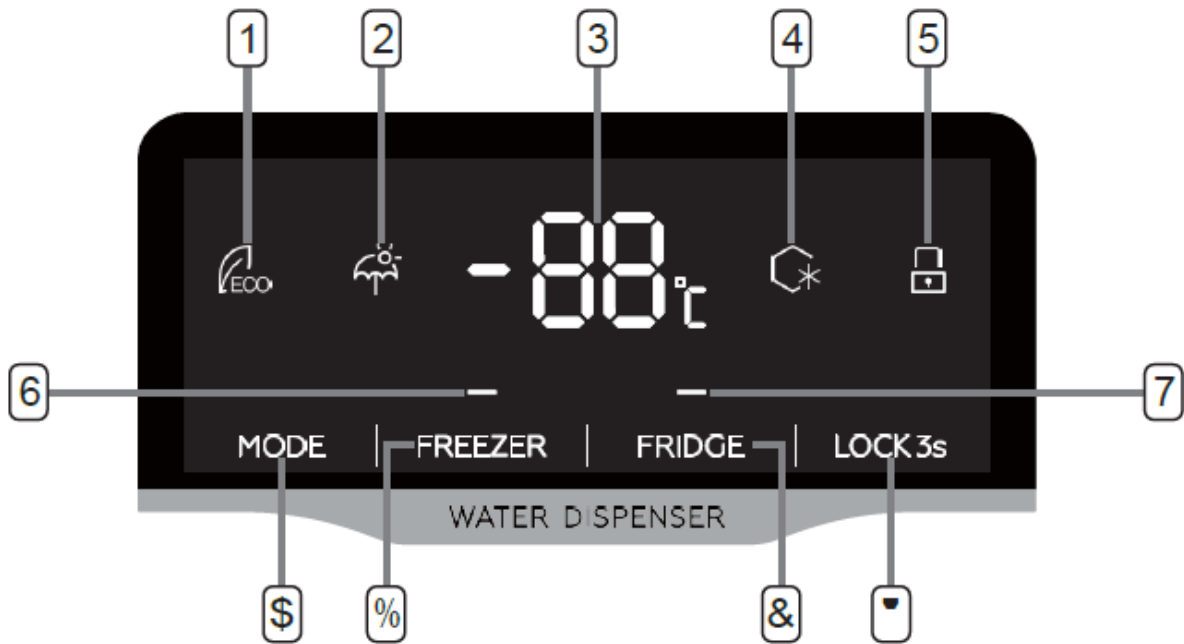 1 2 3 4 5
ECO -88°C
6 7
MODE FREEZER FRIDGE LOCK 3s
WATER DISPENSER
$ % &